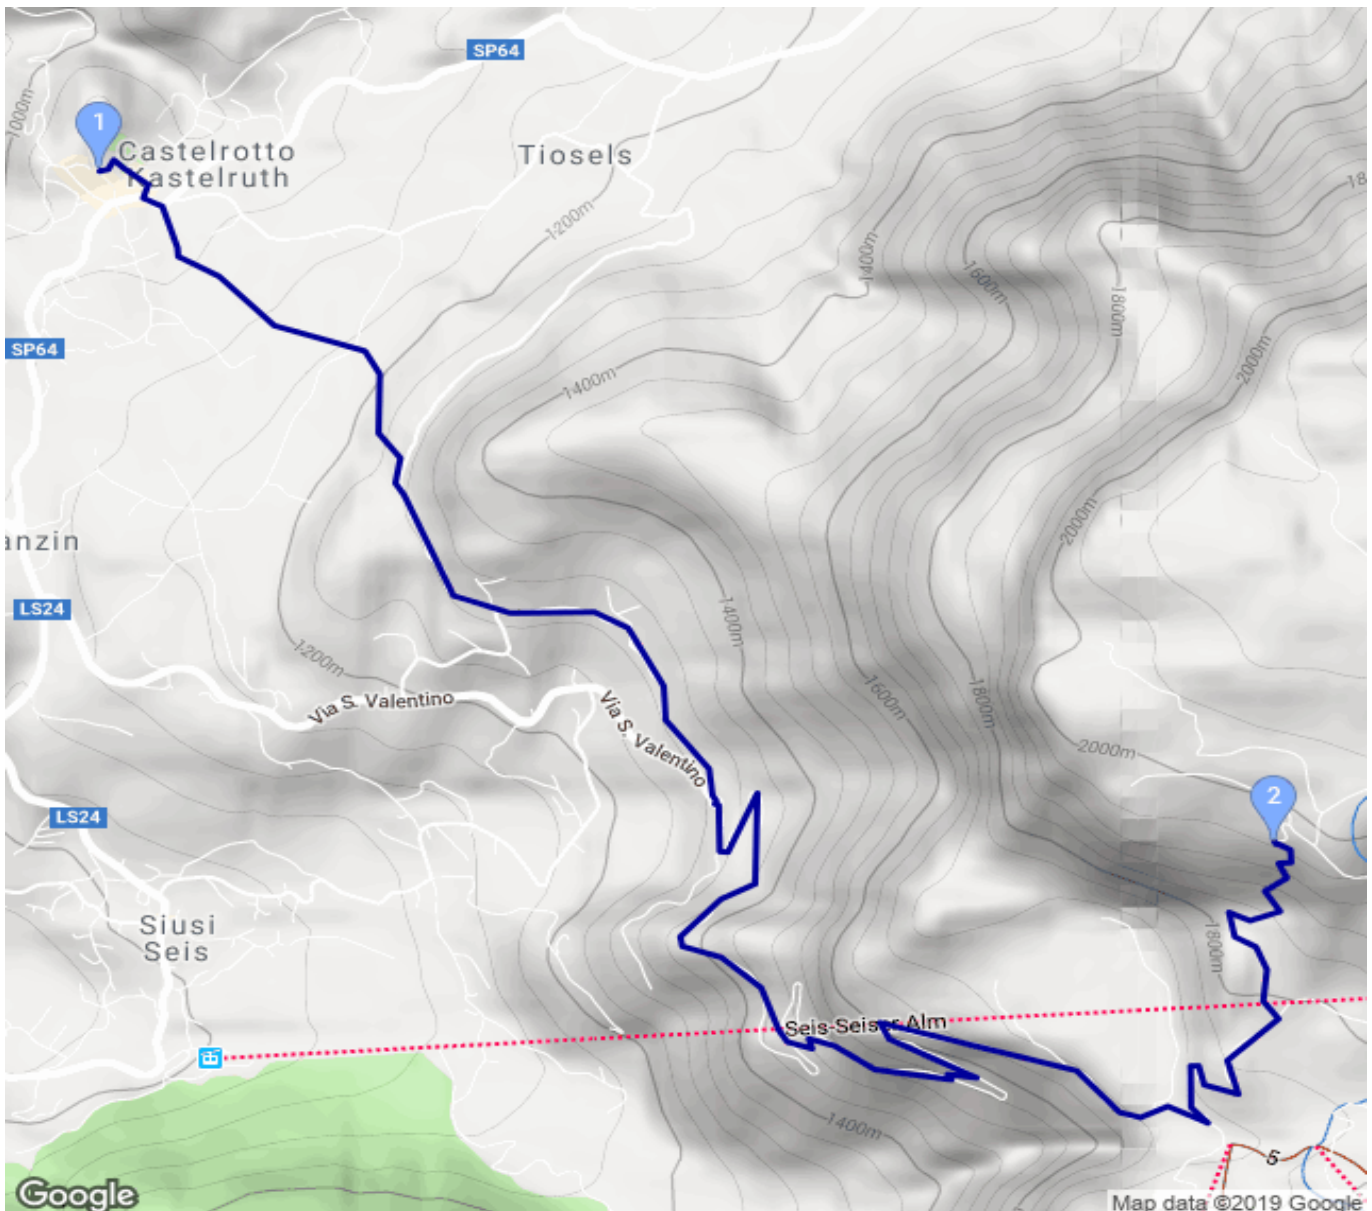 SP64
1000m
1
Castelrotto
Kastelruth
Tiosels
1200m
1400m
1600m
1800m
2000m
SP64
1400m
2000m
anzin
LS24
1400m
1200m
Via S. Valentino
Via S. Valentino
1600m
1800m
2000m
2
LS24
Siusi
Seis
1800m
Seis-Seiser Alm
1400m
5
Google
Map data ©2019 Google